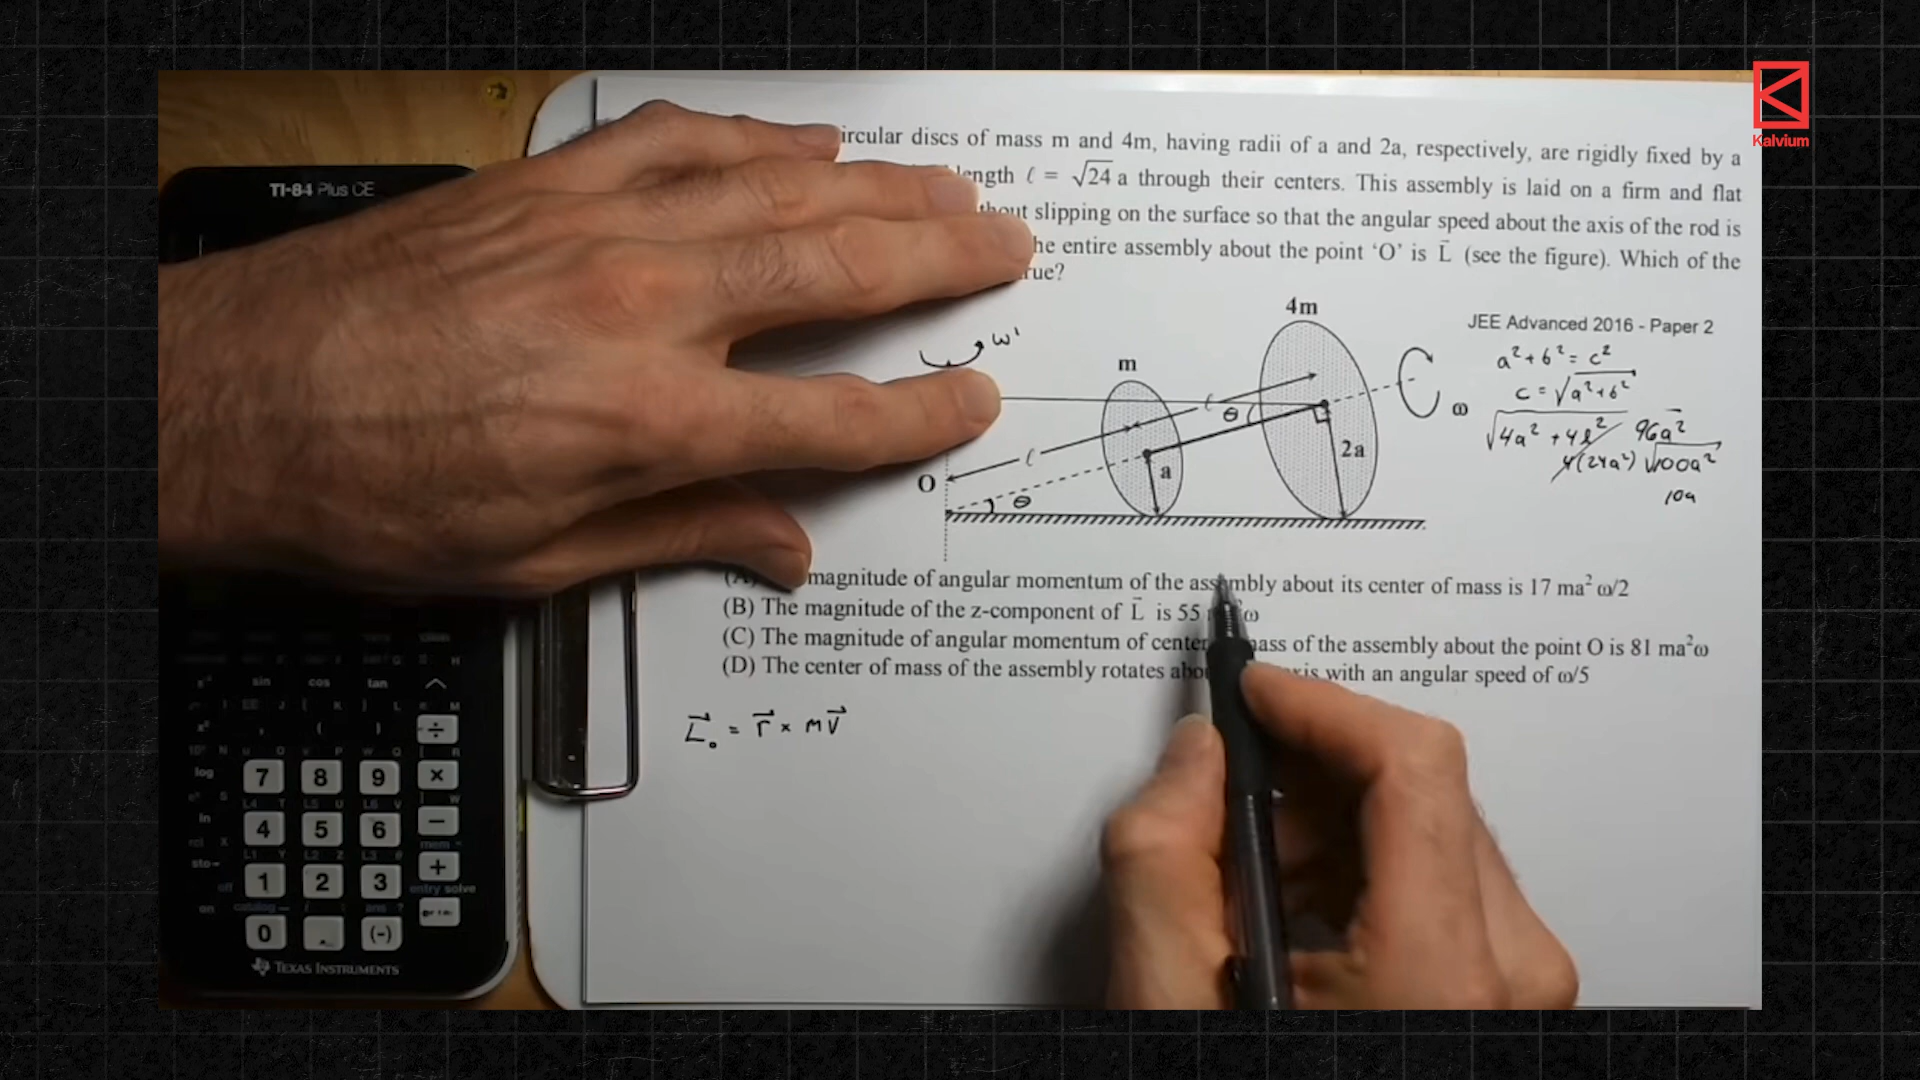 Kalvium
TI-84 Plus CE
ircular discs of mass m and 4m, having radii of a and 2a, respectively, are rigidly fixed by a
length ℓ = √24 a through their centers. This assembly is laid on a firm and flat
thout slipping on the surface so that the angular speed about the axis of the rod is
he entire assembly about the point ‘O’ is L⃗ (see the figure). Which of the
rue?
4m
JEE Advanced 2016 - Paper 2
ω'
m
a² + b² = c²
c = √a² + b²
ℓ
θ
ω
√4a² + 4ℓ² 96a²
2a
ℓ
a
4(24a²) √100a²
O
θ
10a
magnitude of angular momentum of the assembly about its center of mass is 17 ma² ω/2
(B) The magnitude of the z-component of L⃗ is 55 ω
(C) The magnitude of angular momentum of center mass of the assembly about the point O is 81 ma²ω
(D) The center of mass of the assembly rotates with an angular speed of ω/5
L⃗₀ = r⃗ × mv⃗
sin cos tan
÷
log 7 8 9 ×
ln 4 5 6 −
sto→ 1 2 3 +
off entry solve
on 0 . (-)
TEXAS INSTRUMENTS